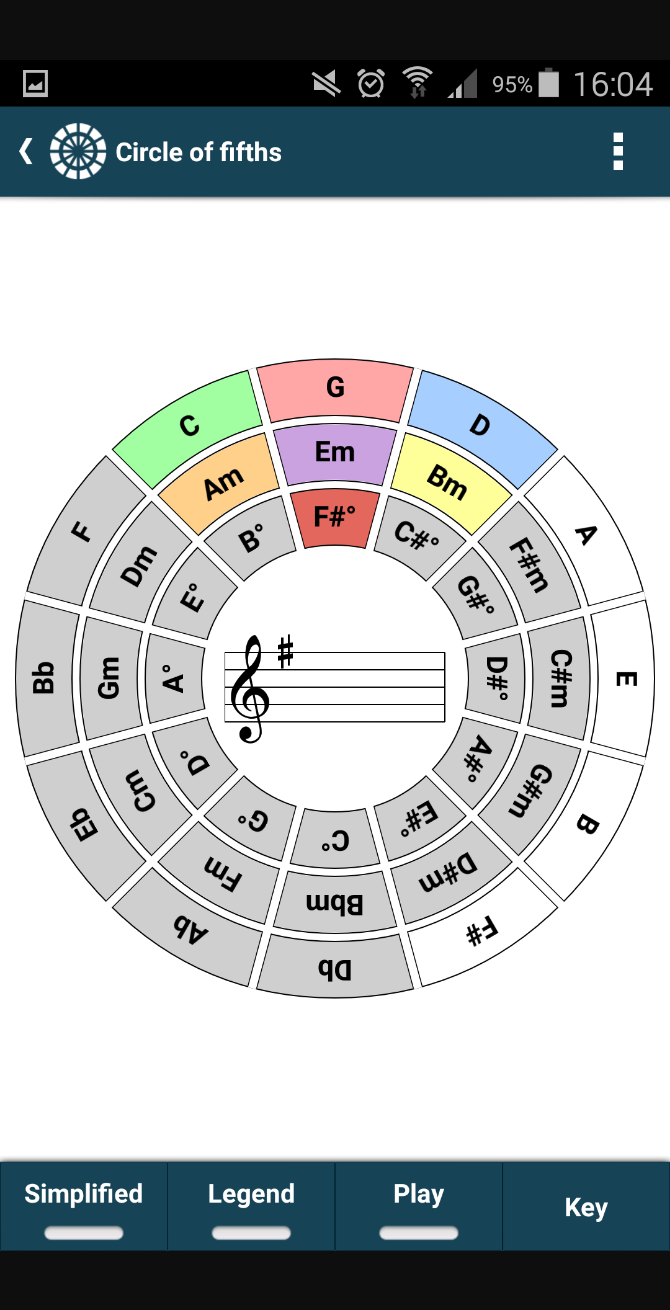 95% 16:04
Circle of fifths
G
D
A
E
B
F#
Db
Ab
Eb
Bb
F
C
Em
Bm
F#m
C#m
G#m
D#m
Bbm
Fm
Cm
Gm
Dm
Am
F#°
C#°
G#°
D#°
A#°
E#°
C°
G°
D°
A°
E°
B°
Simplified Legend Play Key